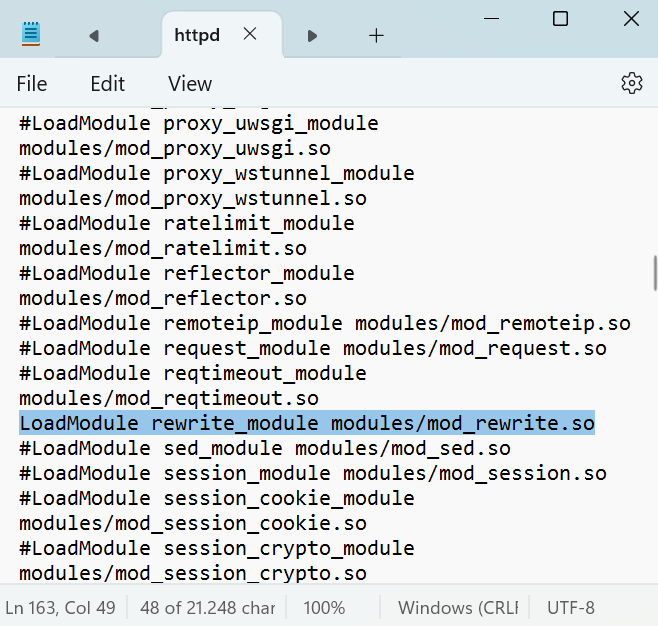 httpd
File Edit View
#LoadModule proxy_uwsgi_module
modules/mod_proxy_uwsgi.so
#LoadModule proxy_wstunnel_module
modules/mod_proxy_wstunnel.so
#LoadModule ratelimit_module
modules/mod_ratelimit.so
#LoadModule reflector_module
modules/mod_reflector.so
#LoadModule remoteip_module modules/mod_remoteip.so
#LoadModule request_module modules/mod_request.so
#LoadModule reqtimeout_module
modules/mod_reqtimeout.so
LoadModule rewrite_module modules/mod_rewrite.so
#LoadModule sed_module modules/mod_sed.so
#LoadModule session_module modules/mod_session.so
#LoadModule session_cookie_module
modules/mod_session_cookie.so
#LoadModule session_crypto_module
modules/mod_session_crypto.so
Ln 163, Col 49 48 of 21.248 char 100% Windows (CRLF UTF-8